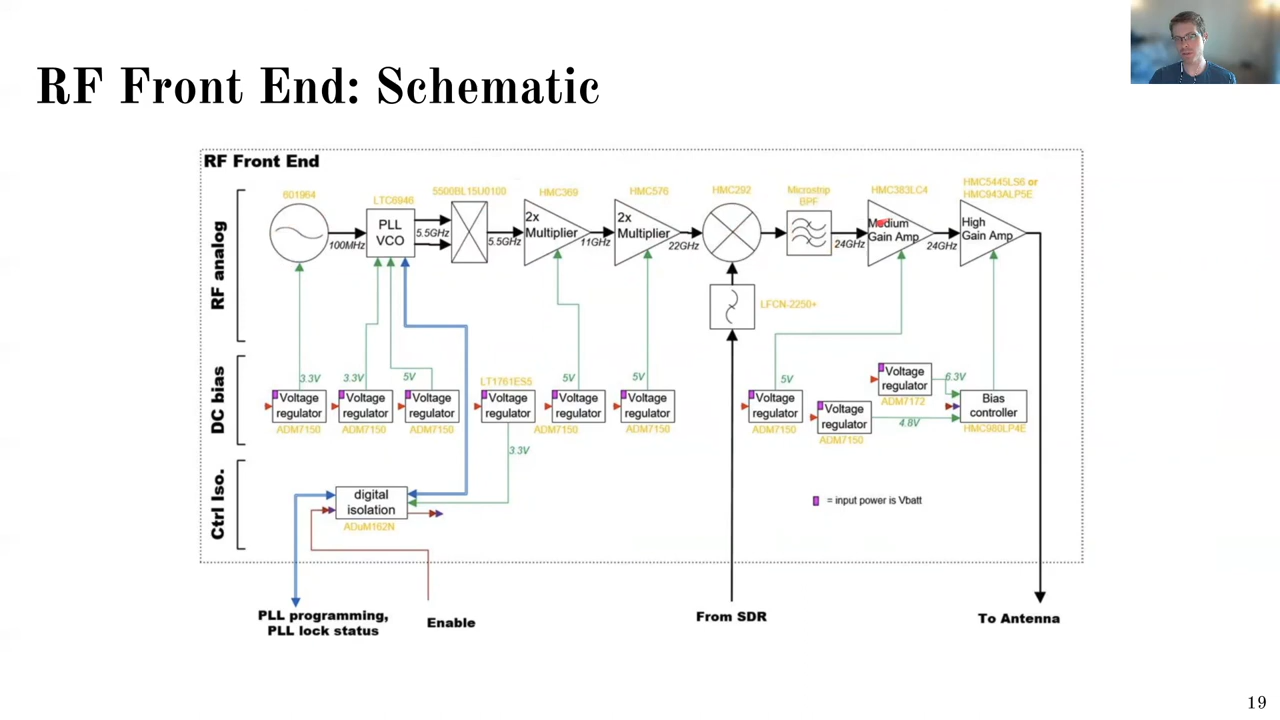 RF Front End: Schematic
RF Front End
RF analog
601964
LTC6946
5500BL15U0100
HMC369
HMC576
HMC292
Microstrip
BPF
HMC383LC4
HMC5445LS6 or
HMC943ALP5E
100MHz
PLL
VCO
5.5GHz
5.5GHz
2x
Multiplier
11GHz
2x
Multiplier
22GHz
24GHz
Medium
Gain Amp
24GHz
High
Gain Amp
LFCN-2250+
DC bias
3.3V
Voltage
regulator
ADM7150
3.3V
Voltage
regulator
ADM7150
5V
Voltage
regulator
ADM7150
LT1761ES5
Voltage
regulator
3.3V
5V
Voltage
regulator
ADM7150
5V
Voltage
regulator
ADM7150
5V
Voltage
regulator
ADM7150
Voltage
regulator
ADM7150
4.8V
Voltage
regulator
ADM7172
6.3V
Bias
controller
HMC980LP4E
Ctrl Iso.
digital
isolation
ADuM162N
= input power is Vbatt
PLL programming,
PLL lock status
Enable
From SDR
To Antenna
19